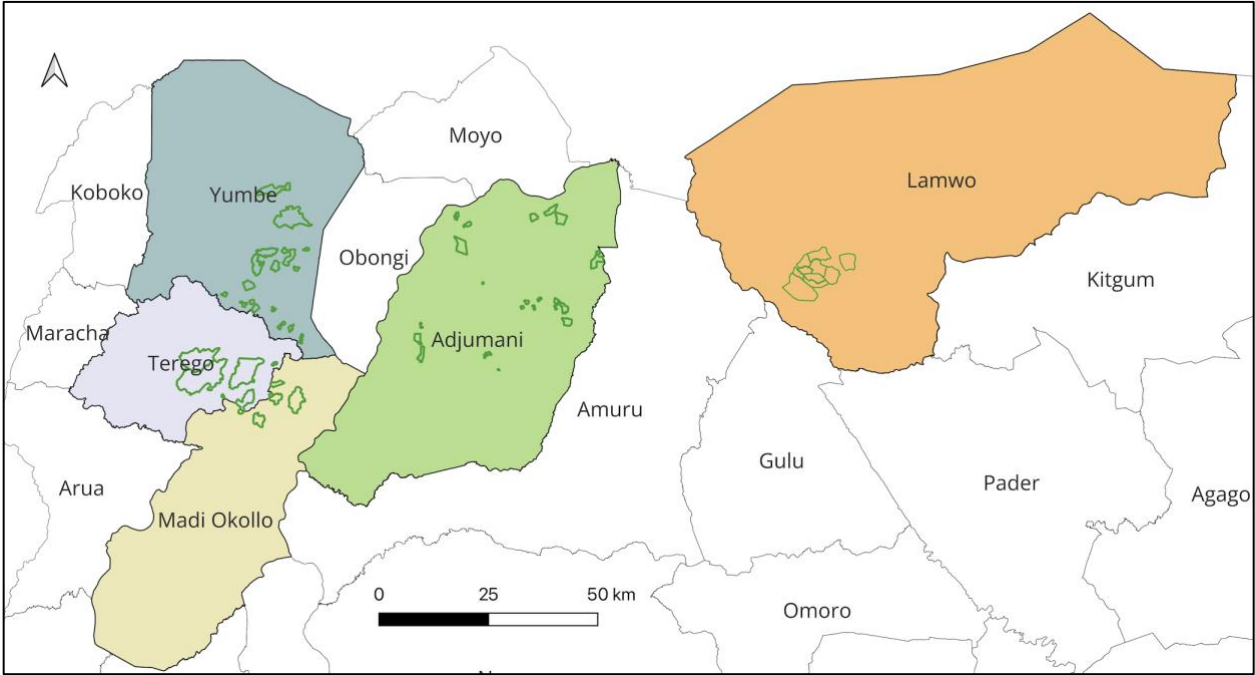 Moyo
Koboko
Yumbe
Lamwo
Obongi
Kitgum
Maracha
Terego
Adjumani
Amuru
Gulu
Pader
Arua
Agago
Madi Okollo
0 25 50 km
Omoro